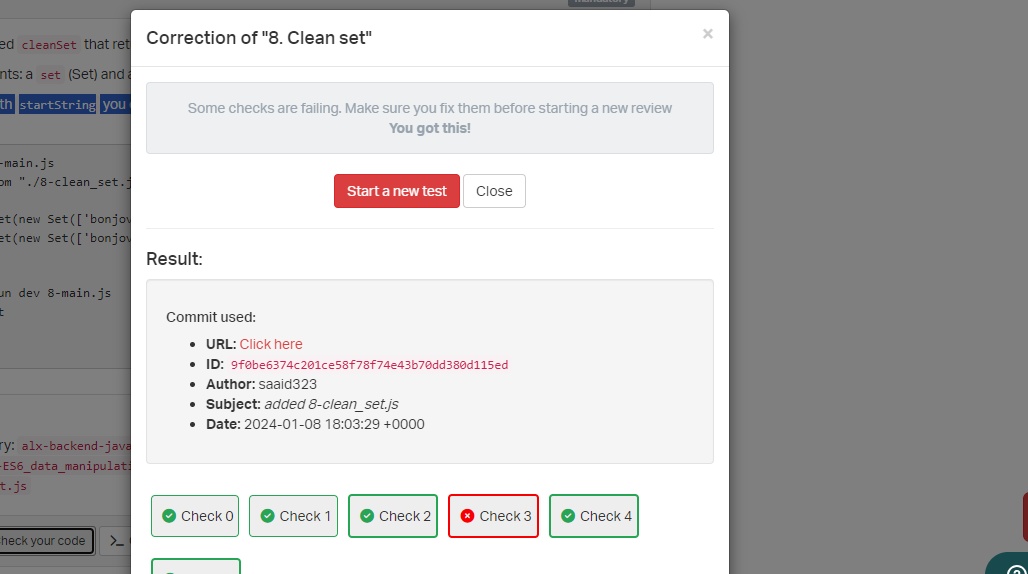 mandatory
Correction of "8. Clean set"
×
ed cleanSet that ret
nts: a set (Set) and a
th startString you
Some checks are failing. Make sure you fix them before starting a new review
You got this!
-main.js
om "./8-clean_set.j
Start a new test Close
et(new Set(['bonjov
et(new Set(['bonjov
Result:
un dev 8-main.js
t
Commit used:
URL: Click here
ID: 9f0be6374c201ce58f78f74e43b70dd380d115ed
Author: saaid323
Subject: added 8-clean_set.js
Date: 2024-01-08 18:03:29 +0000
ry: alx-backend-java
-ES6_data_manipulati
t.js
Check 0 Check 1 Check 2 Check 3 Check 4
heck your code >_